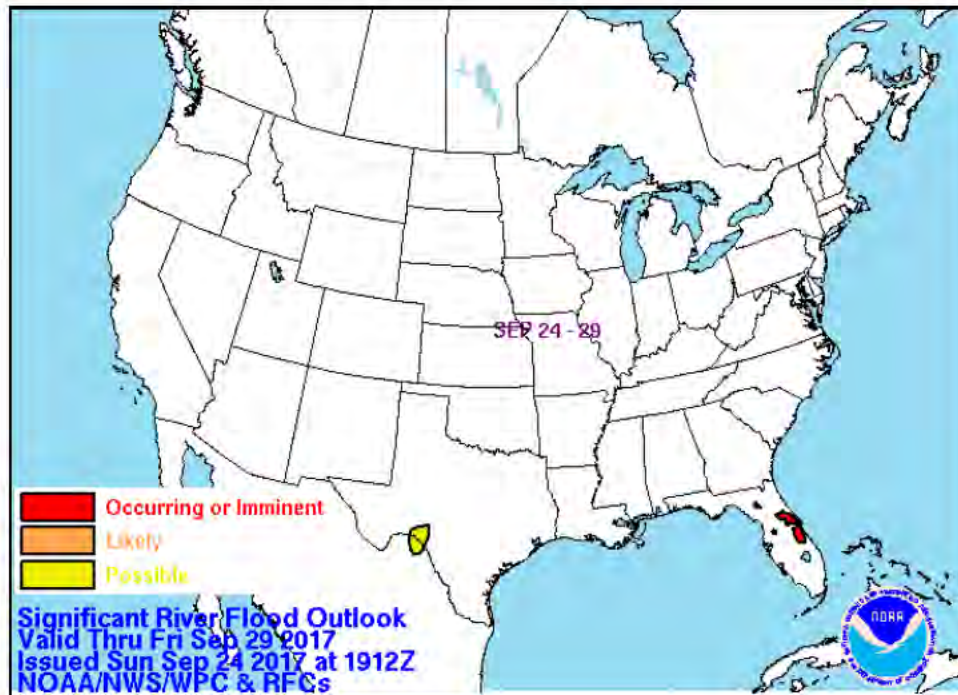 SEP 24 - 29
Occurring or Imminent
Likely
Possible
Significant River Flood Outlook
Valid Thru Fri Sep 29 2017
Issued Sun Sep 24 2017 at 1912Z
NOAA/NWS/WPC & RFCs
NOAA